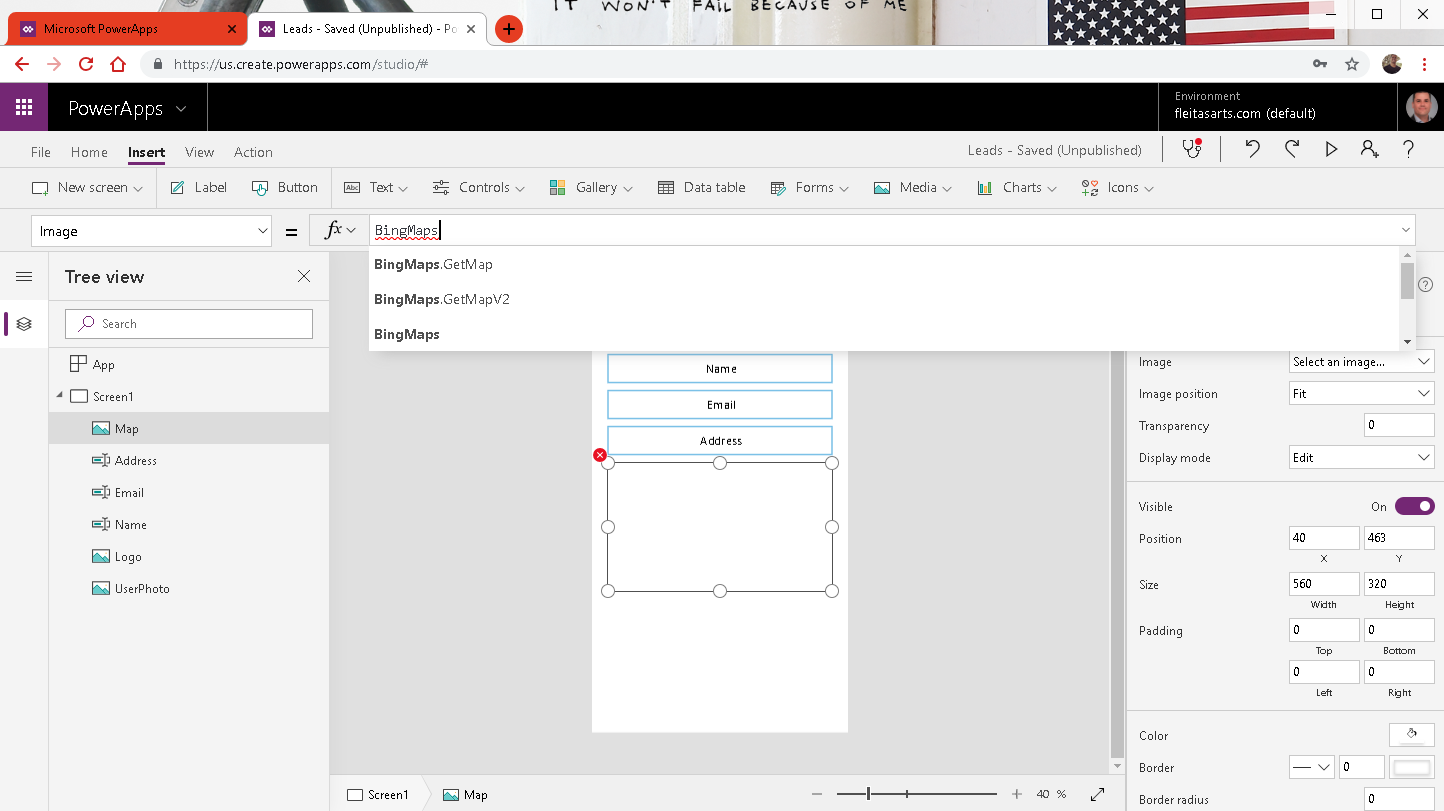 IT WON'T FAIL BECAUSE OF ME
Microsoft PowerApps
Leads - Saved (Unpublished) - Po
https://us.create.powerapps.com/studio/#
PowerApps
Environment
fleitasarts.com (default)
File Home Insert View Action
Leads - Saved (Unpublished)
New screen Label Button Text Controls Gallery Data table Forms Media Charts Icons
Abc
Image = fx BingMaps
BingMaps.GetMap
BingMaps.GetMapV2
BingMaps
Tree view
Search
App
Screen1
Map
Address
Email
Name
Logo
UserPhoto
Name
Email
Address
Image Select an image...
Image position Fit
Transparency 0
Display mode Edit
Visible On
Position 40 463
X Y
Size 560 320
Width Height
Padding 0 0
Top Bottom
0 0
Left Right
Color
Border 0
Border radius 0
Screen1 Map
40 %